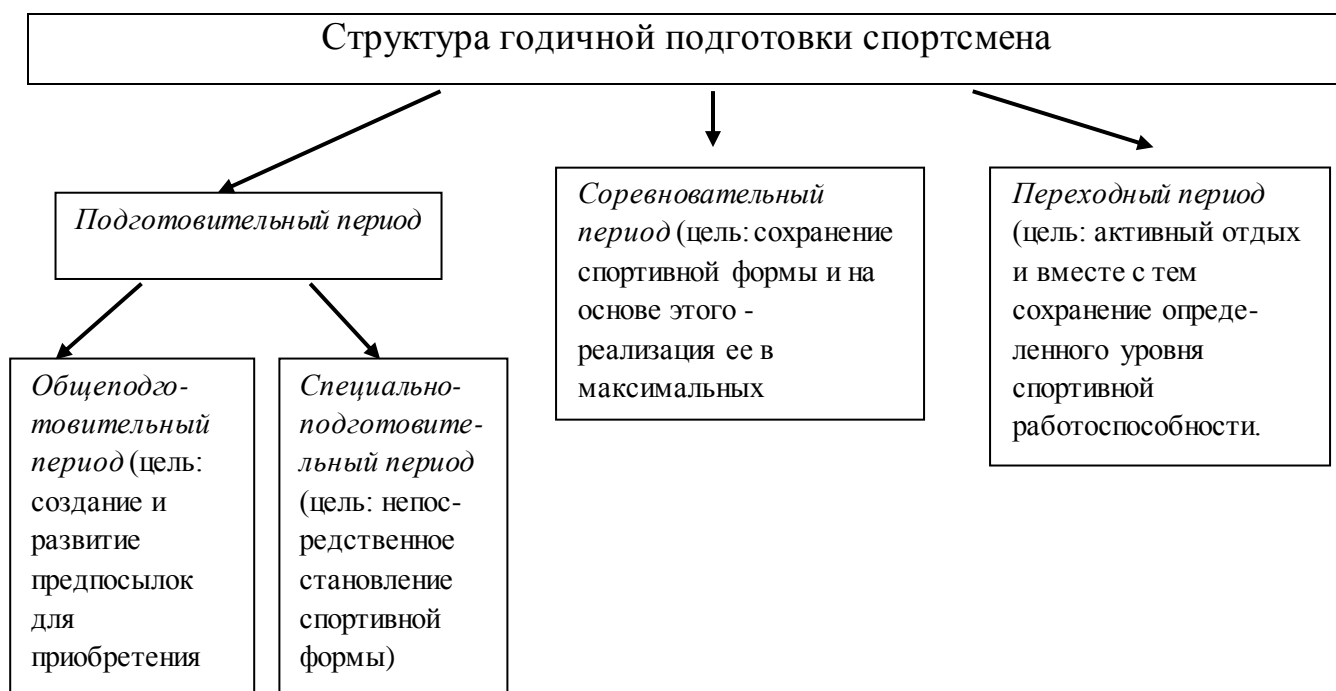 Структура годичной подготовки спортсмена
Подготовительный период
Соревновательный
период (цель: сохранение
спортивной формы и на
основе этого -
реализация ее в
максимальных
Переходный период
(цель: активный отдых
и вместе с тем
сохранение опреде-
ленного уровня
спортивной
работоспособности.
Общеподго-
товительный
период (цель:
создание и
развитие
предпосылок
для
приобретения
Специально-
подготовите-
льный период
(цель: непос-
редственное
становление
спортивной
формы)